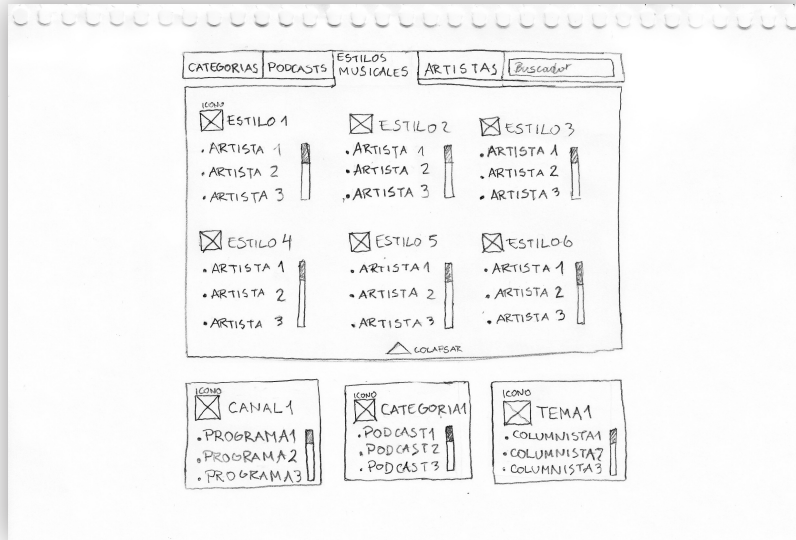 CATEGORIAS PODCASTS ESTILOS MUSICALES ARTISTAS Buscador
ICONO
ESTILO 1 ESTILO 2 ESTILO 3
. ARTISTA 1 . ARTISTA 1 . ARTISTA 1
. ARTISTA 2 . ARTISTA 2 . ARTISTA 2
. ARTISTA 3 . ARTISTA 3 . ARTISTA 3
ESTILO 4 ESTILO 5 ESTILO 6
. ARTISTA 1 . ARTISTA 1 . ARTISTA 1
. ARTISTA 2 . ARTISTA 2 . ARTISTA 2
. ARTISTA 3 . ARTISTA 3 . ARTISTA 3
COLAPSAR
ICONO ICONO ICONO
CANAL 1 CATEGORIA 1 TEMA 1
. PROGRAMA 1 . PODCAST 1 . COLUMNISTA 1
. PROGRAMA 2 . PODCAST 2 . COLUMNISTA 2
. PROGRAMA 3 . PODCAST 3 . COLUMNISTA 3